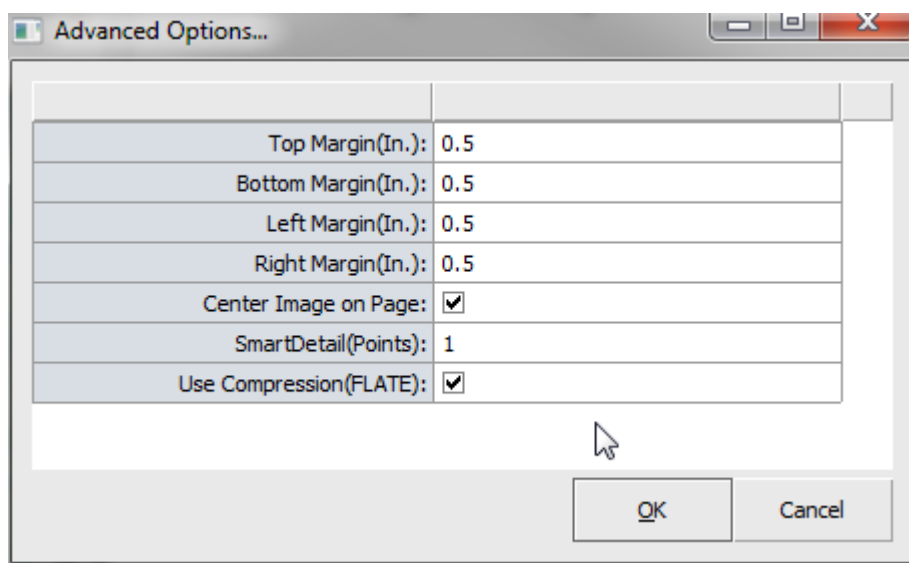 Advanced Options...
Top Margin(In.): 0.5
Bottom Margin(In.): 0.5
Left Margin(In.): 0.5
Right Margin(In.): 0.5
Center Image on Page:
SmartDetail(Points): 1
Use Compression(FLATE):
OK Cancel